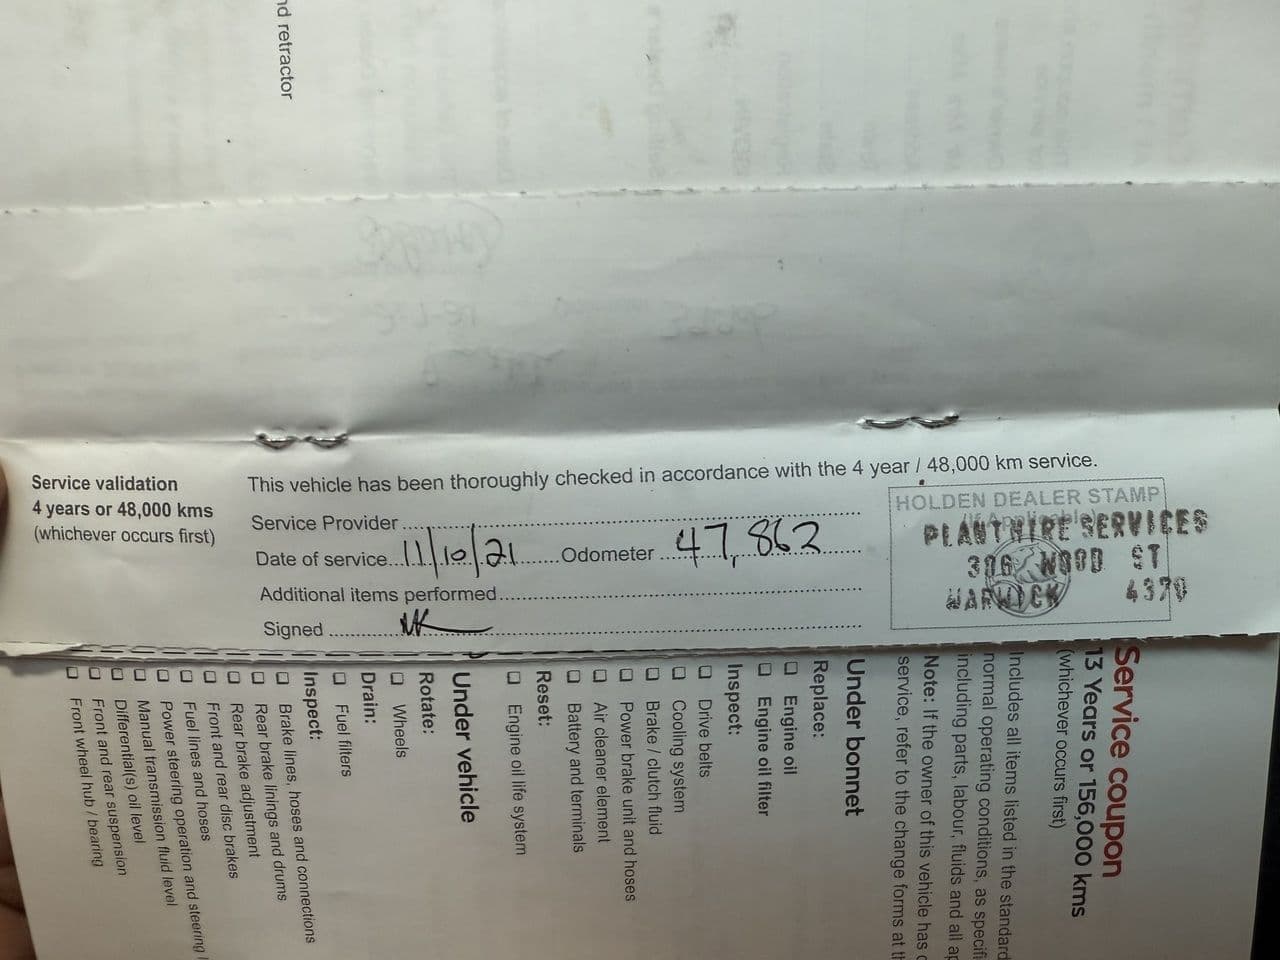 nd retractor
Service validation
4 years or 48,000 kms
(whichever occurs first)
This vehicle has been thoroughly checked in accordance with the 4 year / 48,000 km service.
Service Provider
Date of service 11/10/21 Odometer 47,862
Additional items performed
Signed
HOLDEN DEALER STAMP
(If Applicable)
PLANTHIRE SERVICES
306 WOOD ST
WARWICK 4370
Service coupon
13 Years or 156,000 kms
(whichever occurs first)
Includes all items listed in the standard
normal operating conditions, as specifi
including parts, labour, fluids and all ap
Note: If the owner of this vehicle has c
service, refer to the change forms at th
Under bonnet
Replace:
Engine oil
Engine oil filter
Inspect:
Drive belts
Cooling system
Brake / clutch fluid
Power brake unit and hoses
Air cleaner element
Battery and terminals
Reset:
Engine oil life system
Under vehicle
Rotate:
Wheels
Drain:
Fuel filters
Inspect:
Brake lines, hoses and connections
Rear brake linings and drums
Rear brake adjustment
Front and rear disc brakes
Fuel lines and hoses
Power steering operation and steering
Manual transmission fluid level
Differential(s) oil level
Front and rear suspension
Front wheel hub / bearing